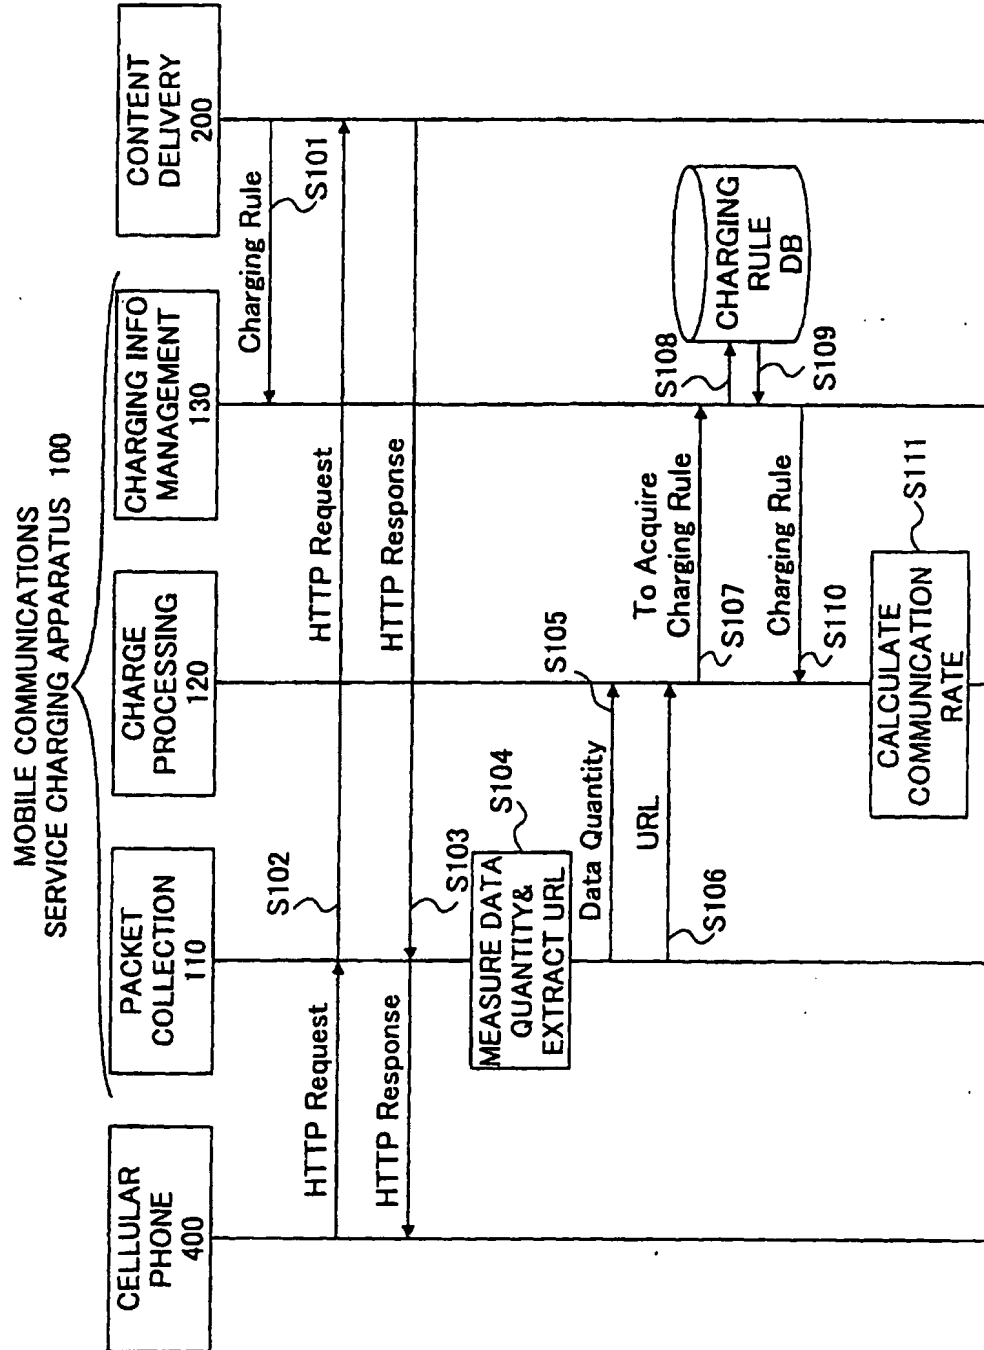 MOBILE COMMUNICATIONS
SERVICE CHARGING APPARATUS 100
CELLULAR
PHONE
400
PACKET
COLLECTION
110
CHARGE
PROCESSING
120
CHARGING INFO
MANAGEMENT
130
CONTENT
DELIVERY
200
Charging Rule
S101
HTTP Request
S102
HTTP Request
HTTP Response
HTTP Response
S103
MEASURE DATA
QUANTITY&
EXTRACT URL
S104
Data Quantity
S105
URL
S106
To Acquire
Charging Rule
S107
S108
CHARGING
RULE
DB
S109
Charging Rule
S110
CALCULATE
COMMUNICATION
RATE
S111